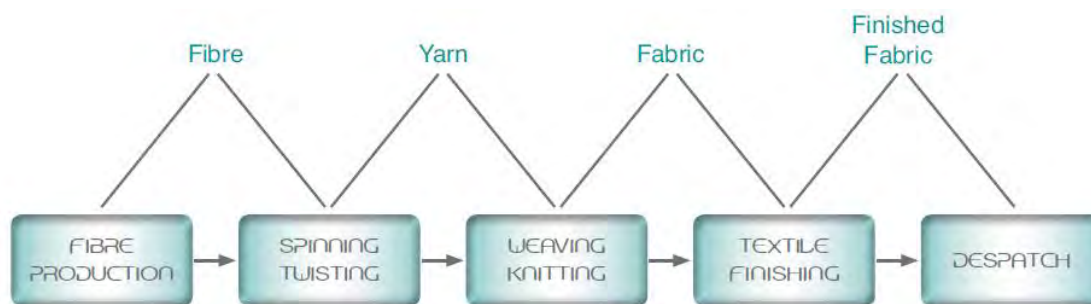 Finished
Fibre Yarn Fabric Fabric
FIBRE PRODUCTION
SPINNING TWISTING
WEAVING KNITTING
TEXTILE FINISHING
DESPATCH